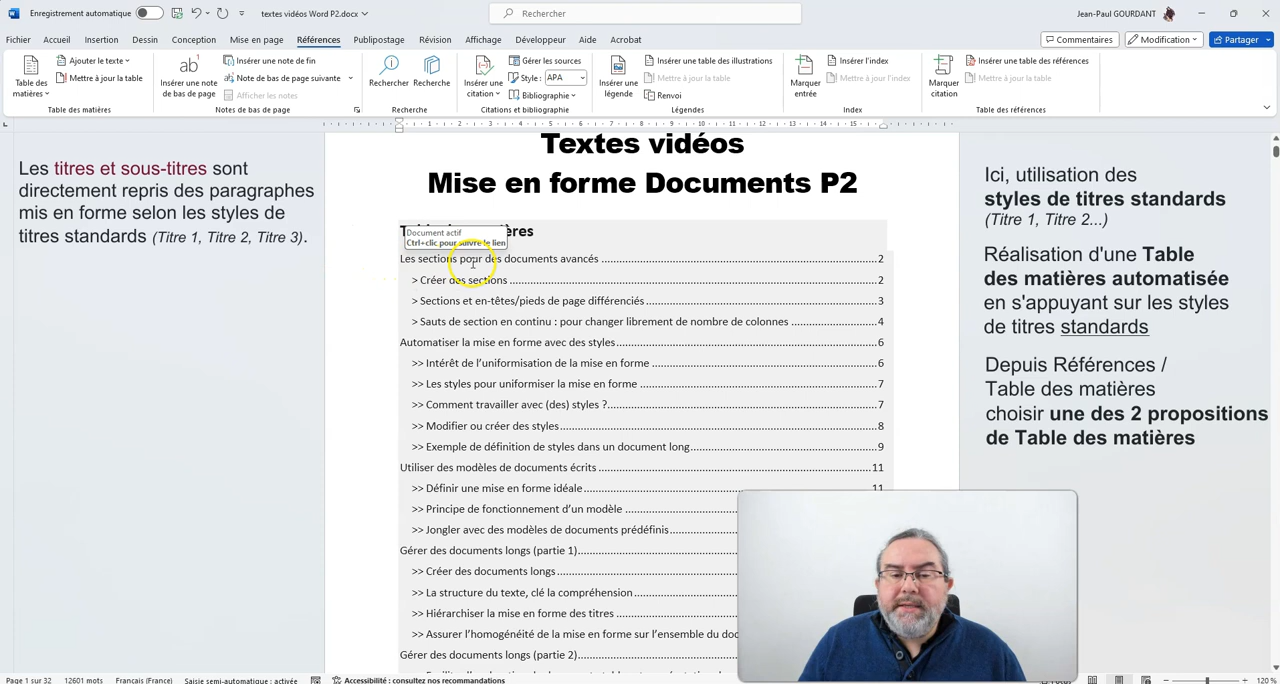 Enregistrement automatique
textes vidéos Word P2.docx
Rechercher
Jean-Paul GOURDANT
Fichier Accueil Insertion Dessin Conception Mise en page Références Publipostage Révision Affichage Développeur Aide Acrobat
Commentaires Modification Partager
Table des matières
Ajouter le texte
Mettre à jour la table
Table des matières
Insérer une note de bas de page
ab
Insérer une note de fin
Note de bas de page suivante
Afficher les notes
Notes de bas de page
Rechercher
Recherche
Recherche
Insérer une citation
Gérer les sources
Style : APA
Bibliographie
Citations et bibliographie
Insérer une légende
Insérer une table des illustrations
Mettre à jour la table
Renvoi
Légendes
Marquer entrée
Insérer l'index
Mettre à jour l'index
Index
Marquer citation
Insérer une table des références
Mettre à jour la table
Table des références
1 2 3 4 5 6 7 8 9 10 11 12 13 14 15
Les titres et sous-titres sont
directement repris des paragraphes
mis en forme selon les styles de
titres standards (Titre 1, Titre 2, Titre 3).
Textes vidéos
Mise en forme Documents P2
Document actif
Ctrl+clic pour suivre le lien
Les sections pour des documents avancés 2
> Créer des sections 2
> Sections et en-têtes/pieds de page différenciés 3
> Sauts de section en continu : pour changer librement de nombre de colonnes 4
Automatiser la mise en forme avec des styles 6
>> Intérêt de l'uniformisation de la mise en forme 6
>> Les styles pour uniformiser la mise en forme 7
>> Comment travailler avec (des) styles ? 7
>> Modifier ou créer des styles 8
>> Exemple de définition de styles dans un document long 9
Utiliser des modèles de documents écrits 11
>> Définir une mise en forme idéale 11
>> Principe de fonctionnement d'un modèle
>> Jongler avec des modèles de documents prédéfinis
Gérer des documents longs (partie 1)
>> Créer des documents longs
>> La structure du texte, clé la compréhension
>> Hiérarchiser la mise en forme des titres
>> Assurer l'homogénéité de la mise en forme sur l'ensemble du doc
Gérer des documents longs (partie 2)
Ici, utilisation des
styles de titres standards
(Titre 1, Titre 2...)
Réalisation d'une Table
des matières automatisée
en s'appuyant sur les styles
de titres standards
Depuis Références /
Table des matières
choisir une des 2 propositions
de Table des matières
Page 1 sur 32 12601 mots Français (France) Saisie semi-automatique : activée Accessibilité : consultez nos recommandations
120 %